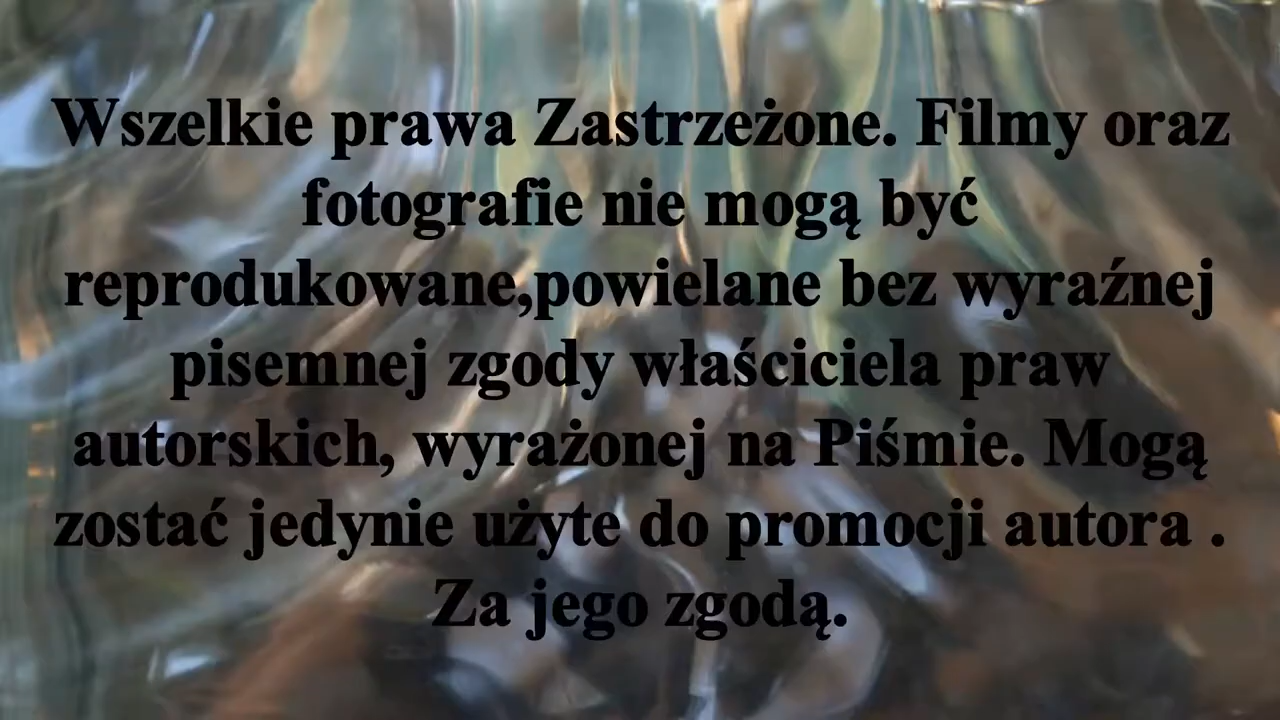 Wszelkie prawa Zastrzeżone. Filmy oraz
fotografie nie mogą być
reprodukowane,powielane bez wyraźnej
pisemnej zgody właściciela praw
autorskich, wyrażonej na Piśmie. Mogą
zostać jedynie użyte do promocji autora .
Za jego zgodą.